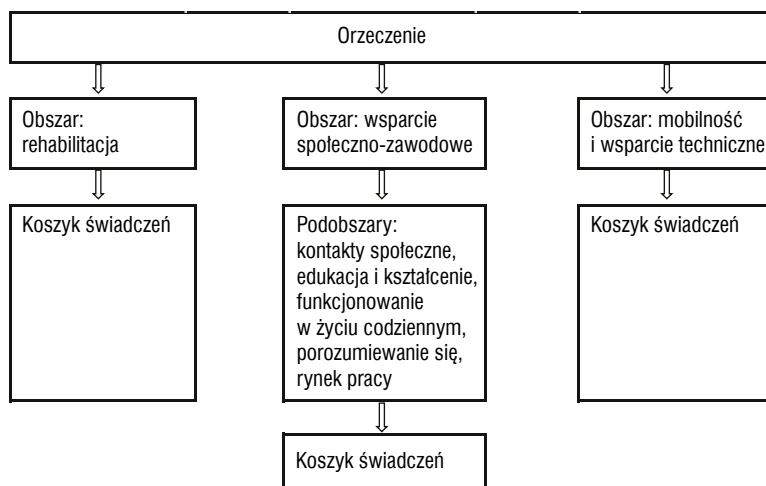 Orzeczenie
Obszar:
rehabilitacja
Obszar: wsparcie
społeczno-zawodowe
Obszar: mobilność
i wsparcie techniczne
Koszyk świadczeń
Podobszary:
kontakty społeczne,
edukacja i kształcenie,
funkcjonowanie
w życiu codziennym,
porozumiewanie się,
rynek pracy
Koszyk świadczeń
Koszyk świadczeń